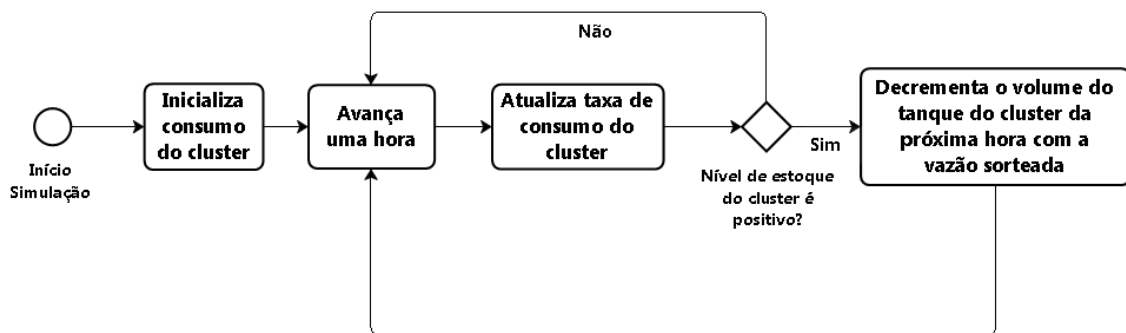 Não
Inicializa
consumo
do cluster
Avança
uma hora
Atualiza taxa de
consumo do
cluster
Decrementa o volume do
tanque do cluster da
próxima hora com a
vazão sorteada
Sim
Início
Simulação
Nível de estoque
do cluster é
positivo?